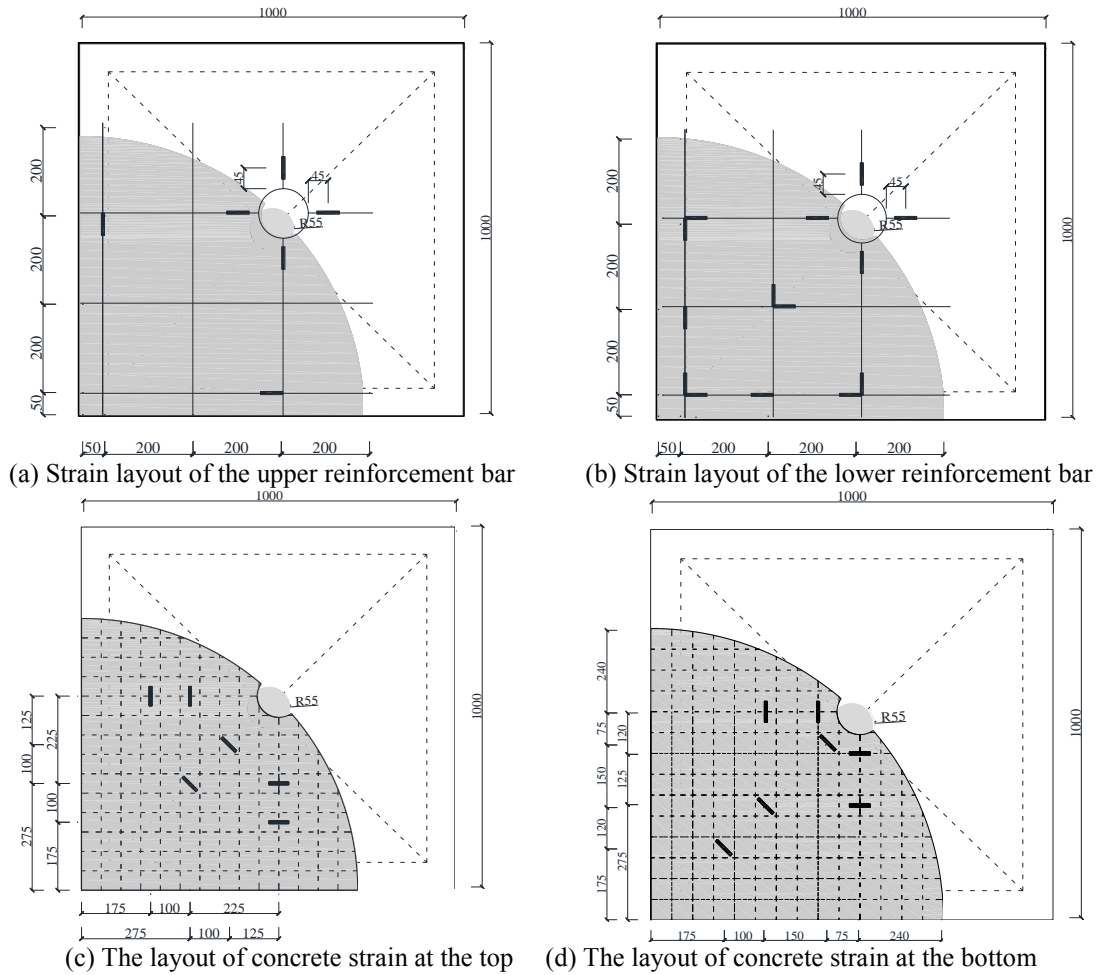 1000
1000
200
200
200
50
45
45
R55
50 200 200 200
(a) Strain layout of the upper reinforcement bar
1000
1000
200
200
200
50
45
45
R55
50 200 200 200
(b) Strain layout of the lower reinforcement bar
1000
1000
125
100
275
225
100
175
R55
175 100 225
275 100 125
(c) The layout of concrete strain at the top
1000
1000
240
75
150
120
175
120
125
275
R55
175 100 150 75 240
(d) The layout of concrete strain at the bottom